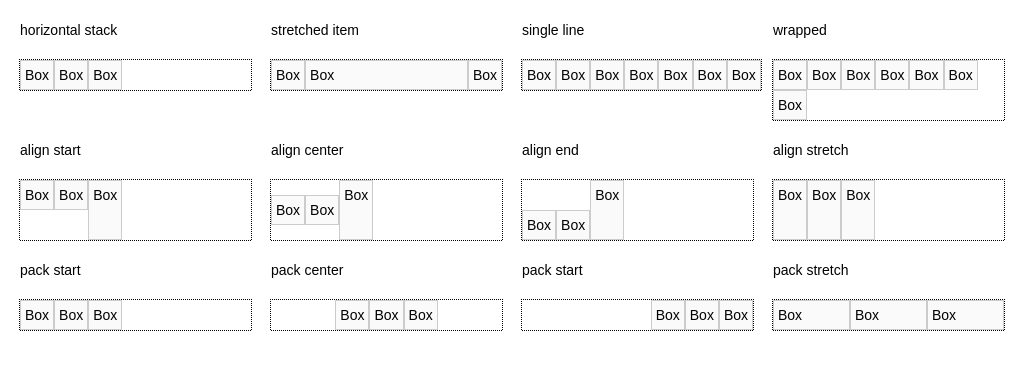 horizontal stack stretched item single line wrapped
Box Box Box Box Box Box Box Box Box Box Box Box Box Box Box Box Box Box Box Box
Box
align start align center align end align stretch
Box Box Box Box Box Box Box Box Box Box Box Box
pack start pack center pack start pack stretch
Box Box Box Box Box Box Box Box Box Box Box Box